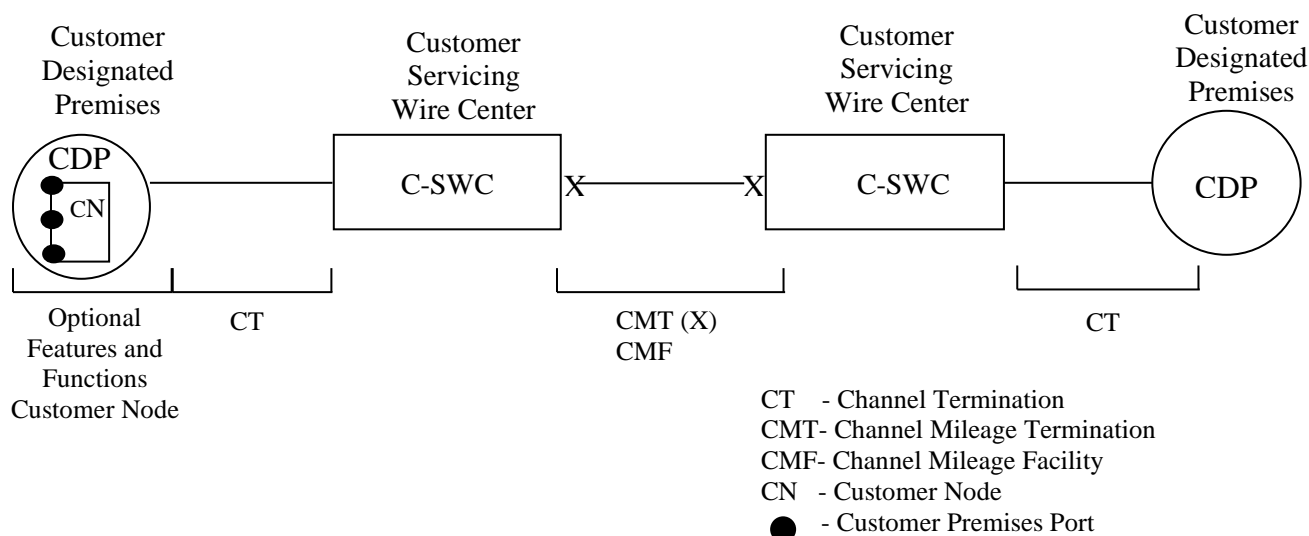 Customer
Designated
Premises
Customer
Servicing
Wire Center
Customer
Servicing
Wire Center
Customer
Designated
Premises
CDP
CN
C-SWC
X
X
C-SWC
CDP
Optional
Features and
Functions
Customer Node
CT
CMT (X)
CMF
CT
CT - Channel Termination
CMT- Channel Mileage Termination
CMF- Channel Mileage Facility
CN - Customer Node
- Customer Premises Port